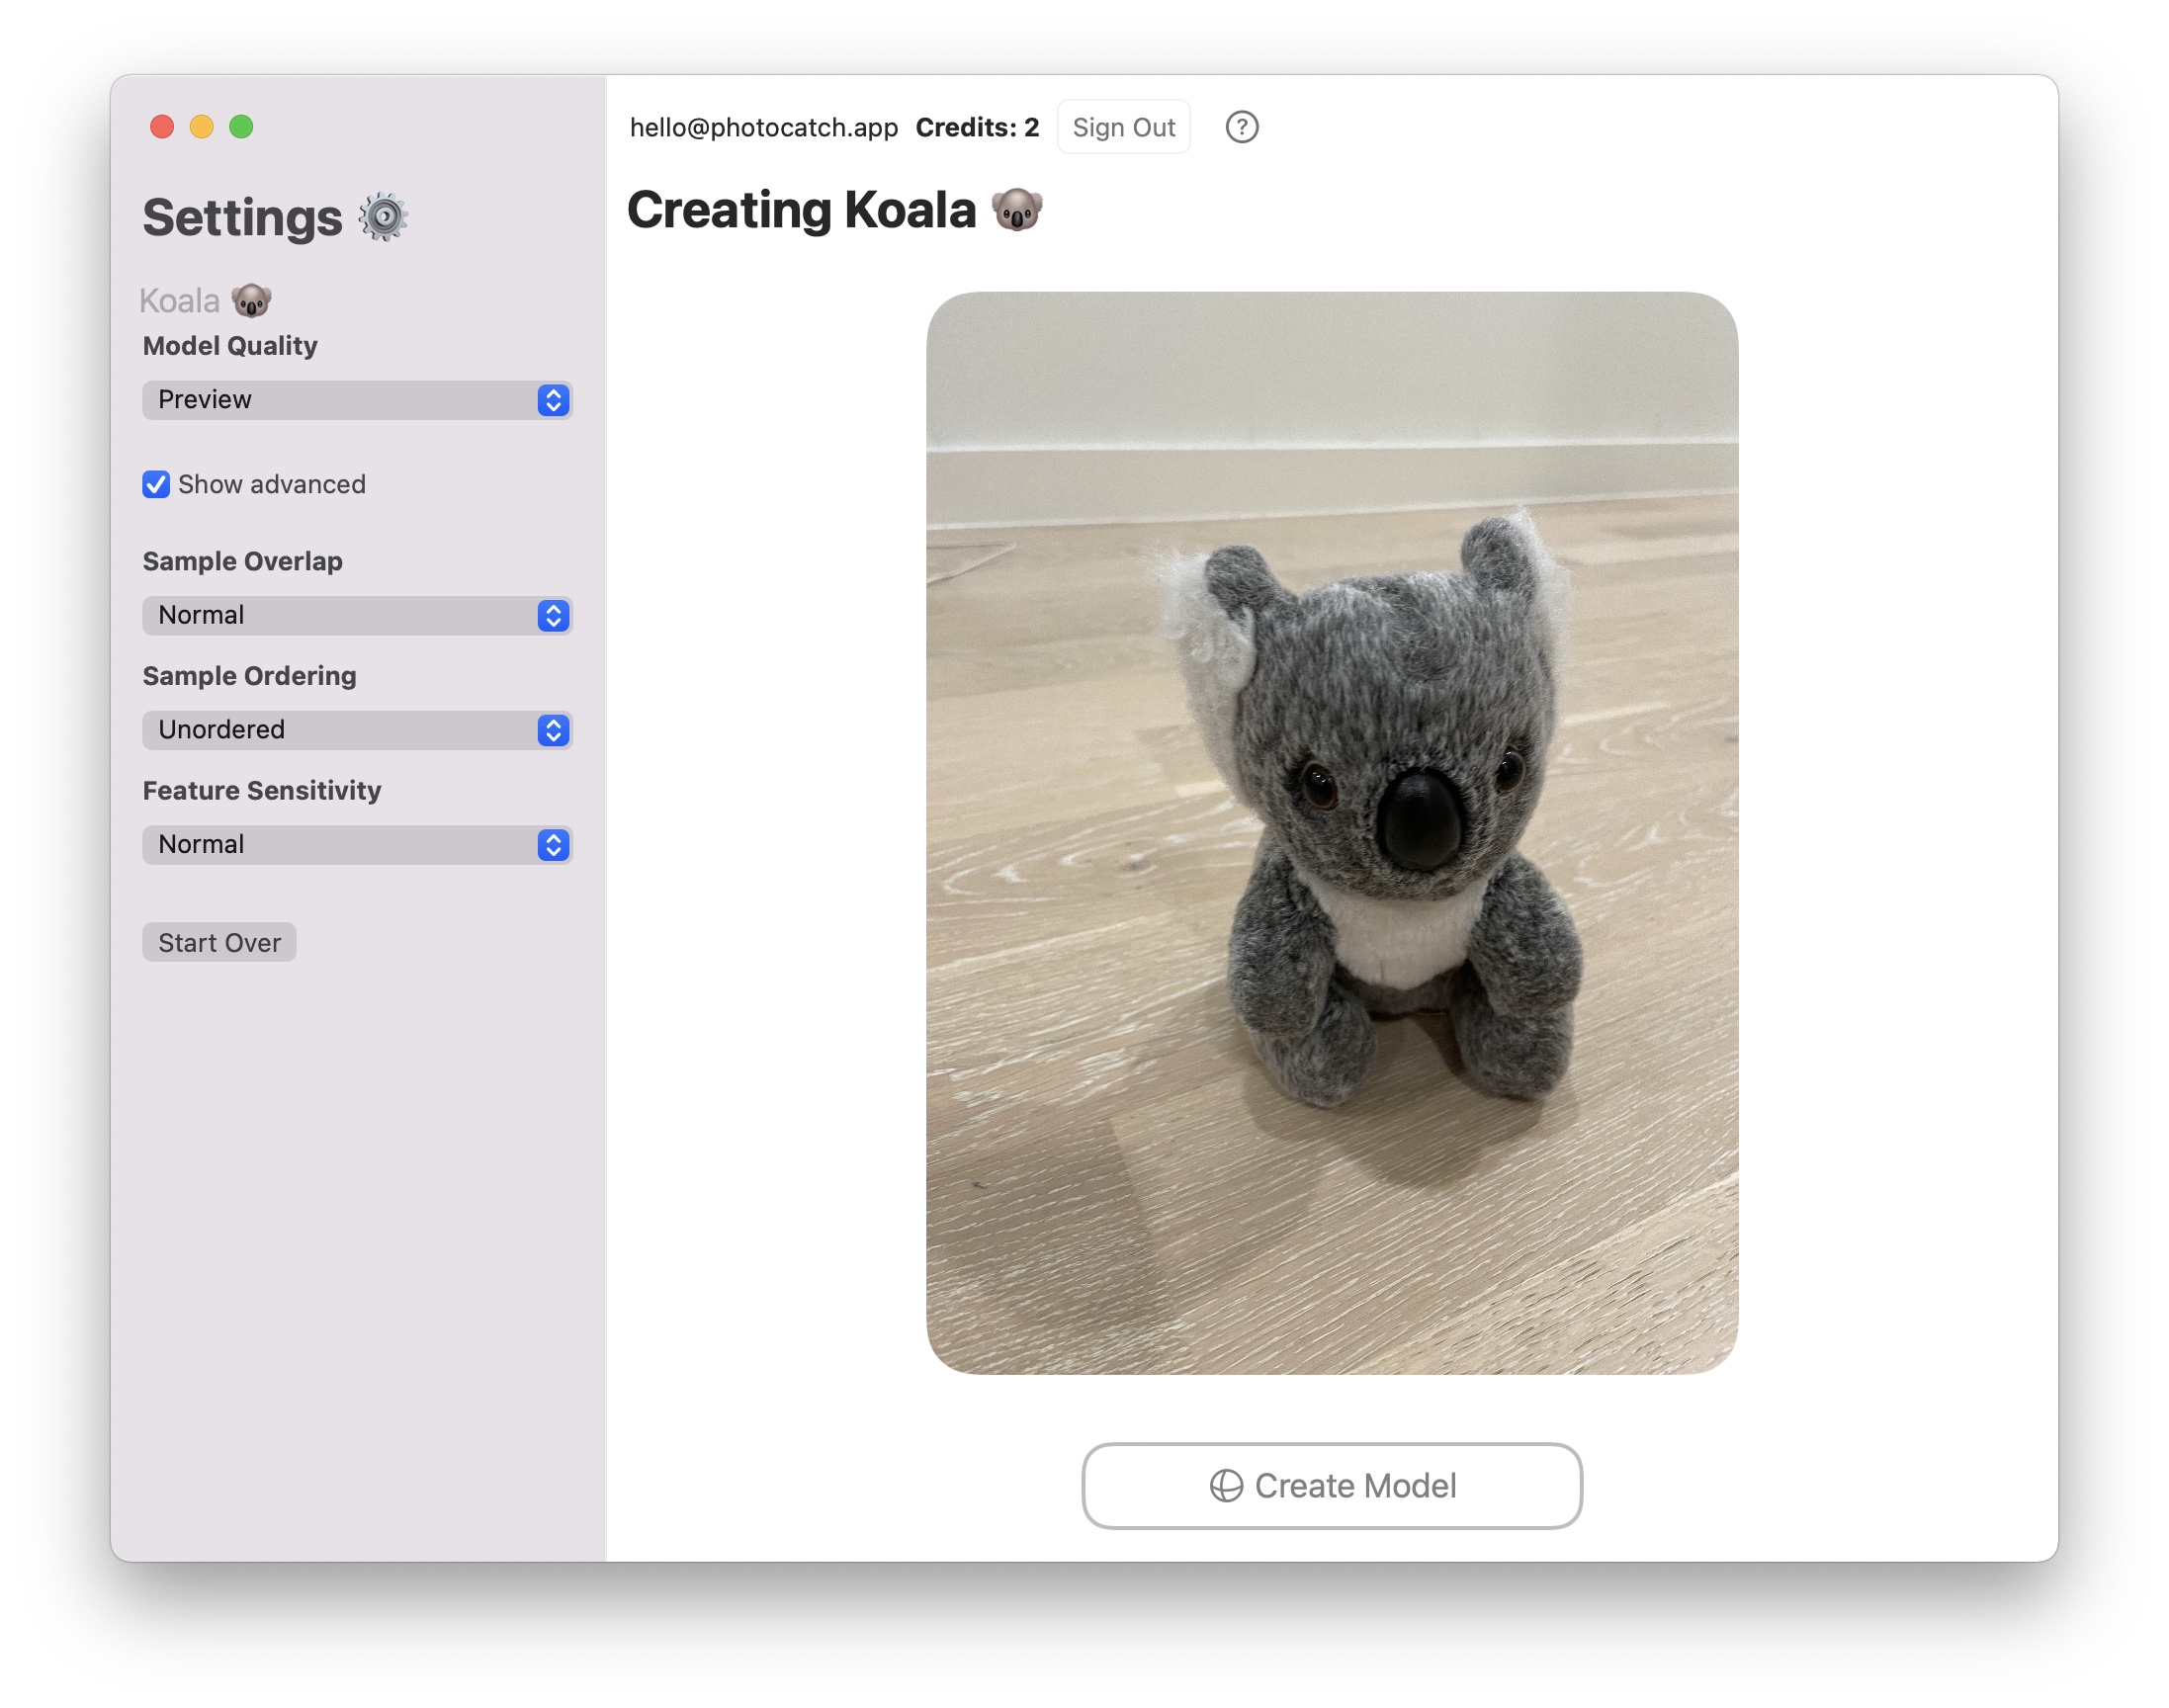 Settings ⚙️
Koala 🐨
Model Quality
Preview
Show advanced
Sample Overlap
Normal
Sample Ordering
Unordered
Feature Sensitivity
Normal
Start Over
hello@photocatch.app Credits: 2 Sign Out ?
Creating Koala 🐨
Create Model